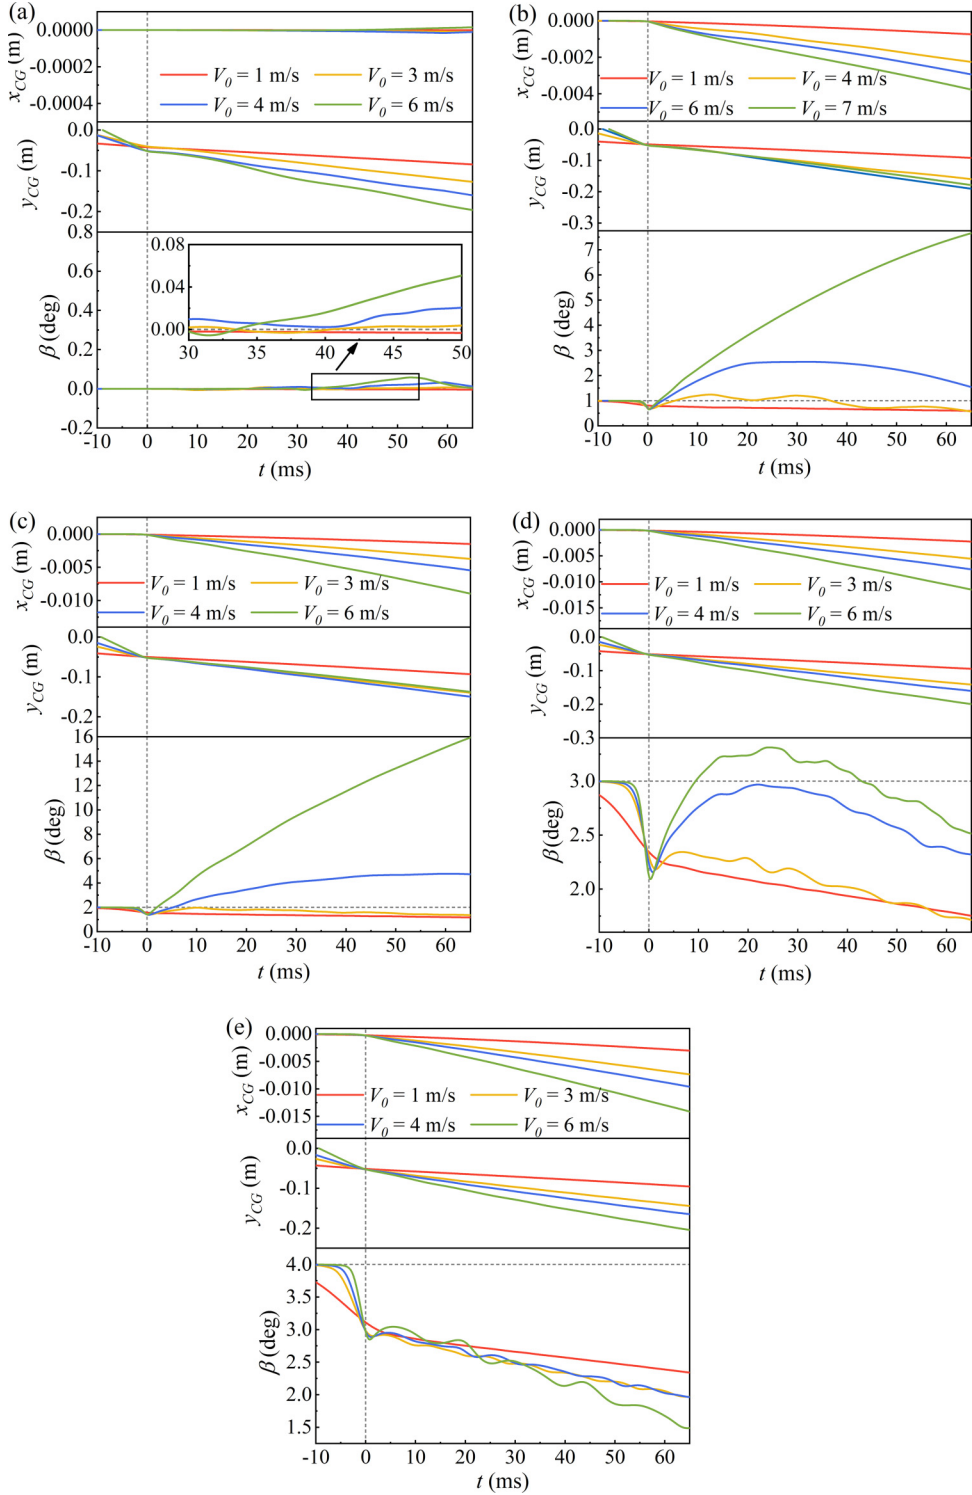 (a)
0.0000
-0.0002
-0.0004
x_CG (m)
V_0 = 1 m/s
V_0 = 3 m/s
V_0 = 4 m/s
V_0 = 6 m/s
0.0
-0.1
-0.2
y_CG (m)
0.8
0.6
0.4
0.2
0.0
-0.2
β (deg)
0.08
0.04
0.00
30 35 40 45 50
-10 0 10 20 30 40 50 60
t (ms)
(b)
0.000
-0.002
-0.004
x_CG (m)
V_0 = 1 m/s
V_0 = 4 m/s
V_0 = 6 m/s
V_0 = 7 m/s
0.0
-0.1
-0.2
-0.3
y_CG (m)
7
6
5
4
3
2
1
0
β (deg)
-10 0 10 20 30 40 50 60
t (ms)
(c)
0.000
-0.005
-0.010
x_CG (m)
V_0 = 1 m/s
V_0 = 3 m/s
V_0 = 4 m/s
V_0 = 6 m/s
0.0
-0.1
-0.2
y_CG (m)
16
14
12
10
8
6
4
2
0
β (deg)
-10 0 10 20 30 40 50 60
t (ms)
(d)
0.000
-0.005
-0.010
-0.015
x_CG (m)
V_0 = 1 m/s
V_0 = 3 m/s
V_0 = 4 m/s
V_0 = 6 m/s
0.0
-0.1
-0.2
-0.3
y_CG (m)
3.0
2.5
2.0
β (deg)
-10 0 10 20 30 40 50 60
t (ms)
(e)
0.000
-0.005
-0.010
-0.015
x_CG (m)
V_0 = 1 m/s
V_0 = 3 m/s
V_0 = 4 m/s
V_0 = 6 m/s
0.0
-0.1
-0.2
y_CG (m)
4.0
3.5
3.0
2.5
2.0
1.5
β (deg)
-10 0 10 20 30 40 50 60
t (ms)